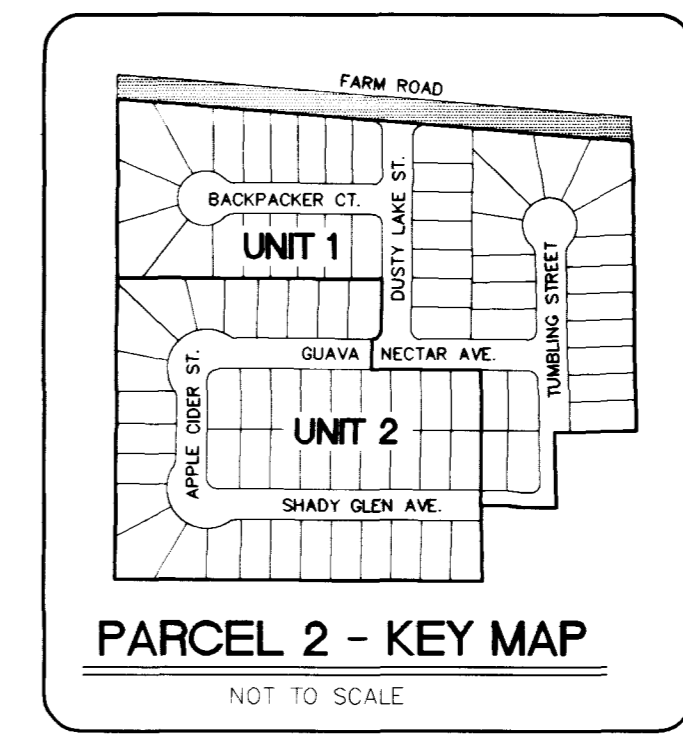 FARM ROAD
BACKPACKER CT.
UNIT 1
DUSTY LAKE ST.
TUMBLING STREET
GUAVA NECTAR AVE.
APPLE CIDER ST.
UNIT 2
SHADY GLEN AVE.
PARCEL 2 - KEY MAP
NOT TO SCALE